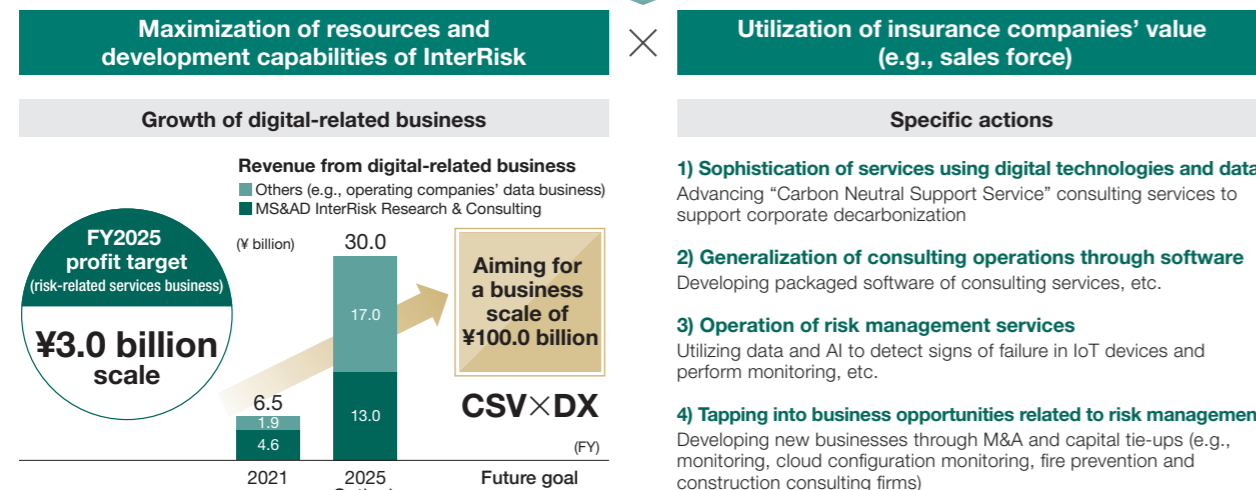 Maximization of resources and
development capabilities of InterRisk
×
Utilization of insurance companies’ value
(e.g., sales force)
Growth of digital-related business
Revenue from digital-related business
Others (e.g., operating companies’ data business)
MS&AD InterRisk Research & Consulting
FY2025
profit target
(risk-related services business)
¥3.0 billion
scale
(¥ billion)
30.0
17.0
13.0
6.5
1.9
4.6
Aiming for
a business
scale of
¥100.0 billion
CSV×DX
(FY)
2021
2025
Future goal
Specific actions
1) Sophistication of services using digital technologies and data
Advancing “Carbon Neutral Support Service” consulting services to
support corporate decarbonization
2) Generalization of consulting operations through software
Developing packaged software of consulting services, etc.
3) Operation of risk management services
Utilizing data and AI to detect signs of failure in IoT devices and
perform monitoring, etc.
4) Tapping into business opportunities related to risk managemen
Developing new businesses through M&A and capital tie-ups (e.g.,
monitoring, cloud configuration monitoring, fire prevention and
construction consulting firms)